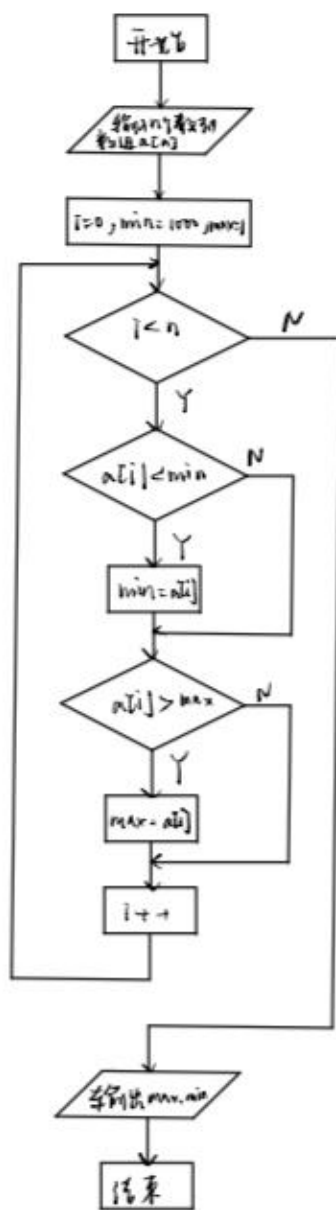 开始
输入n个数到
数组a[n]
i=0,min=1000,max=1
i<n
N
Y
a[i]<min
N
Y
min=a[i]
a[i]>max
N
Y
max=a[i]
i++
输出max,min
结束